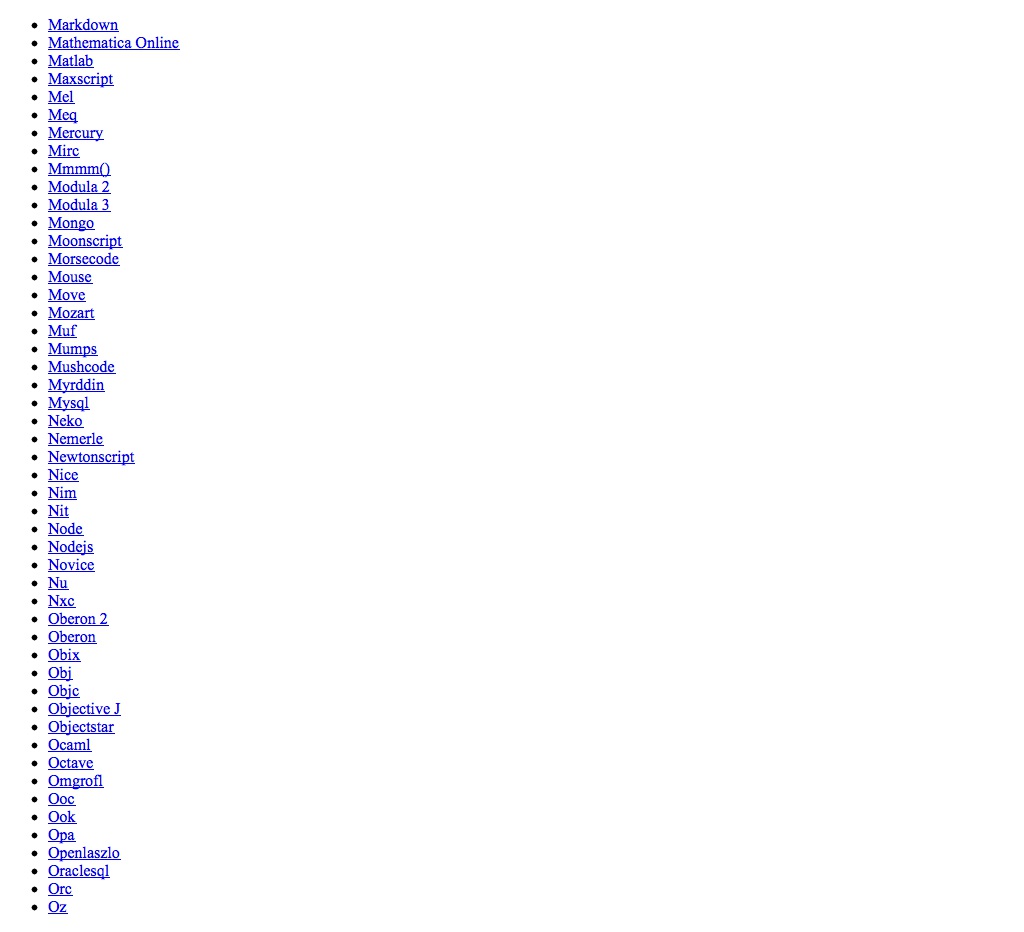 Markdown
Mathematica Online
Matlab
Maxscript
Mel
Meq
Mercury
Mirc
Mmmm()
Modula 2
Modula 3
Mongo
Moonscript
Morsecode
Mouse
Move
Mozart
Muf
Mumps
Mushcode
Myrddin
Mysql
Neko
Nemerle
Newtonscript
Nice
Nim
Nit
Node
Nodejs
Novice
Nu
Nxc
Oberon 2
Oberon
Obix
Obj
Objc
Objective J
Objectstar
Ocaml
Octave
Omgrofl
Ooc
Ook
Opa
Openlaszlo
Oraclesql
Orc
Oz